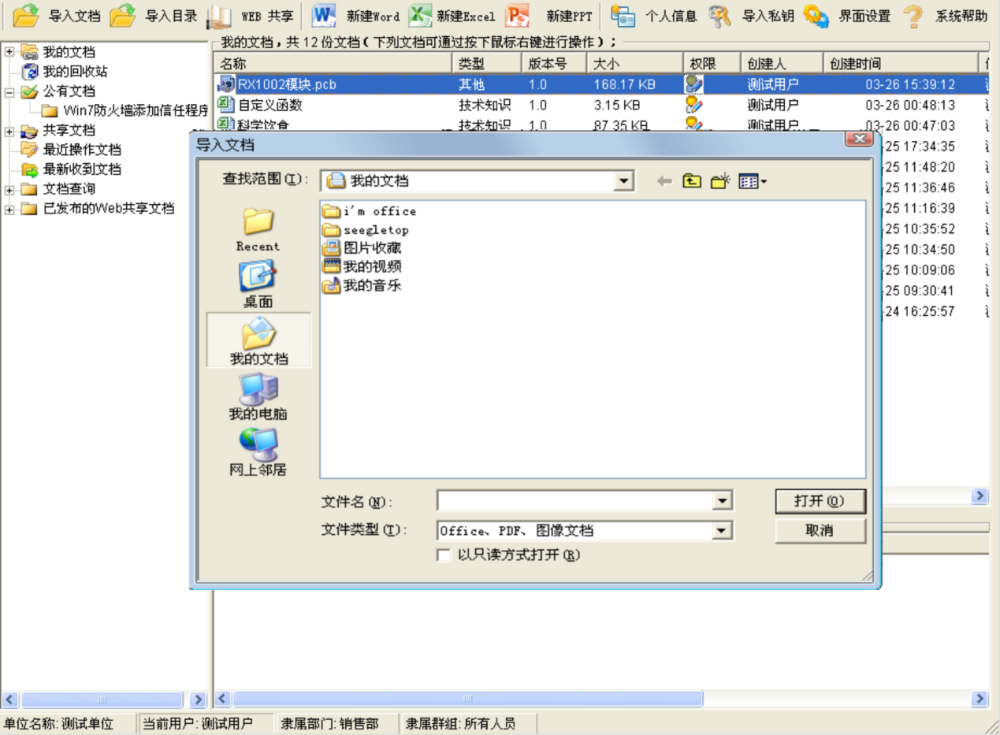 导入文档 导入目录 WEB 共享 新建Word 新建Excel 新建PPT 个人信息 导入私钥 界面设置 系统帮助
我的文档
我的回收站
公有文档
Win7防火墙添加信任程序
共享文档
最近操作文档
最新收到文档
文档查询
已发布的Web共享文档
我的文档，共 12 份文档( 下列文档可通过按下鼠标右键进行操作 )；
名称 类型 版本号 大小 权限 创建人 创建时间
RX1002模块.pcb 其他 1.0 168.17 KB 测试用户 03-26 15:39:12
自定义函数 技术知识 1.0 3.15 KB 测试用户 03-26 00:48:13
科学饮食 技术知识 1.0 87.35 KB 测试用户 03-26 00:47:03
-25 17:34:35
-25 11:48:20
-25 11:36:46
-25 11:16:39
-25 10:35:52
-25 10:34:50
-25 10:09:06
-25 09:30:41
-24 16:25:57
导入文档
查找范围(I): 我的文档
Recent
桌面
我的文档
我的电脑
网上邻居
i'm office
seegletop
图片收藏
我的视频
我的音乐
文件名(N): 打开(O)
文件类型(T): Office、PDF、图像文档 取消
以只读方式打开(R)
单位名称: 测试单位 当前用户: 测试用户 隶属部门: 销售部 隶属群组: 所有人员